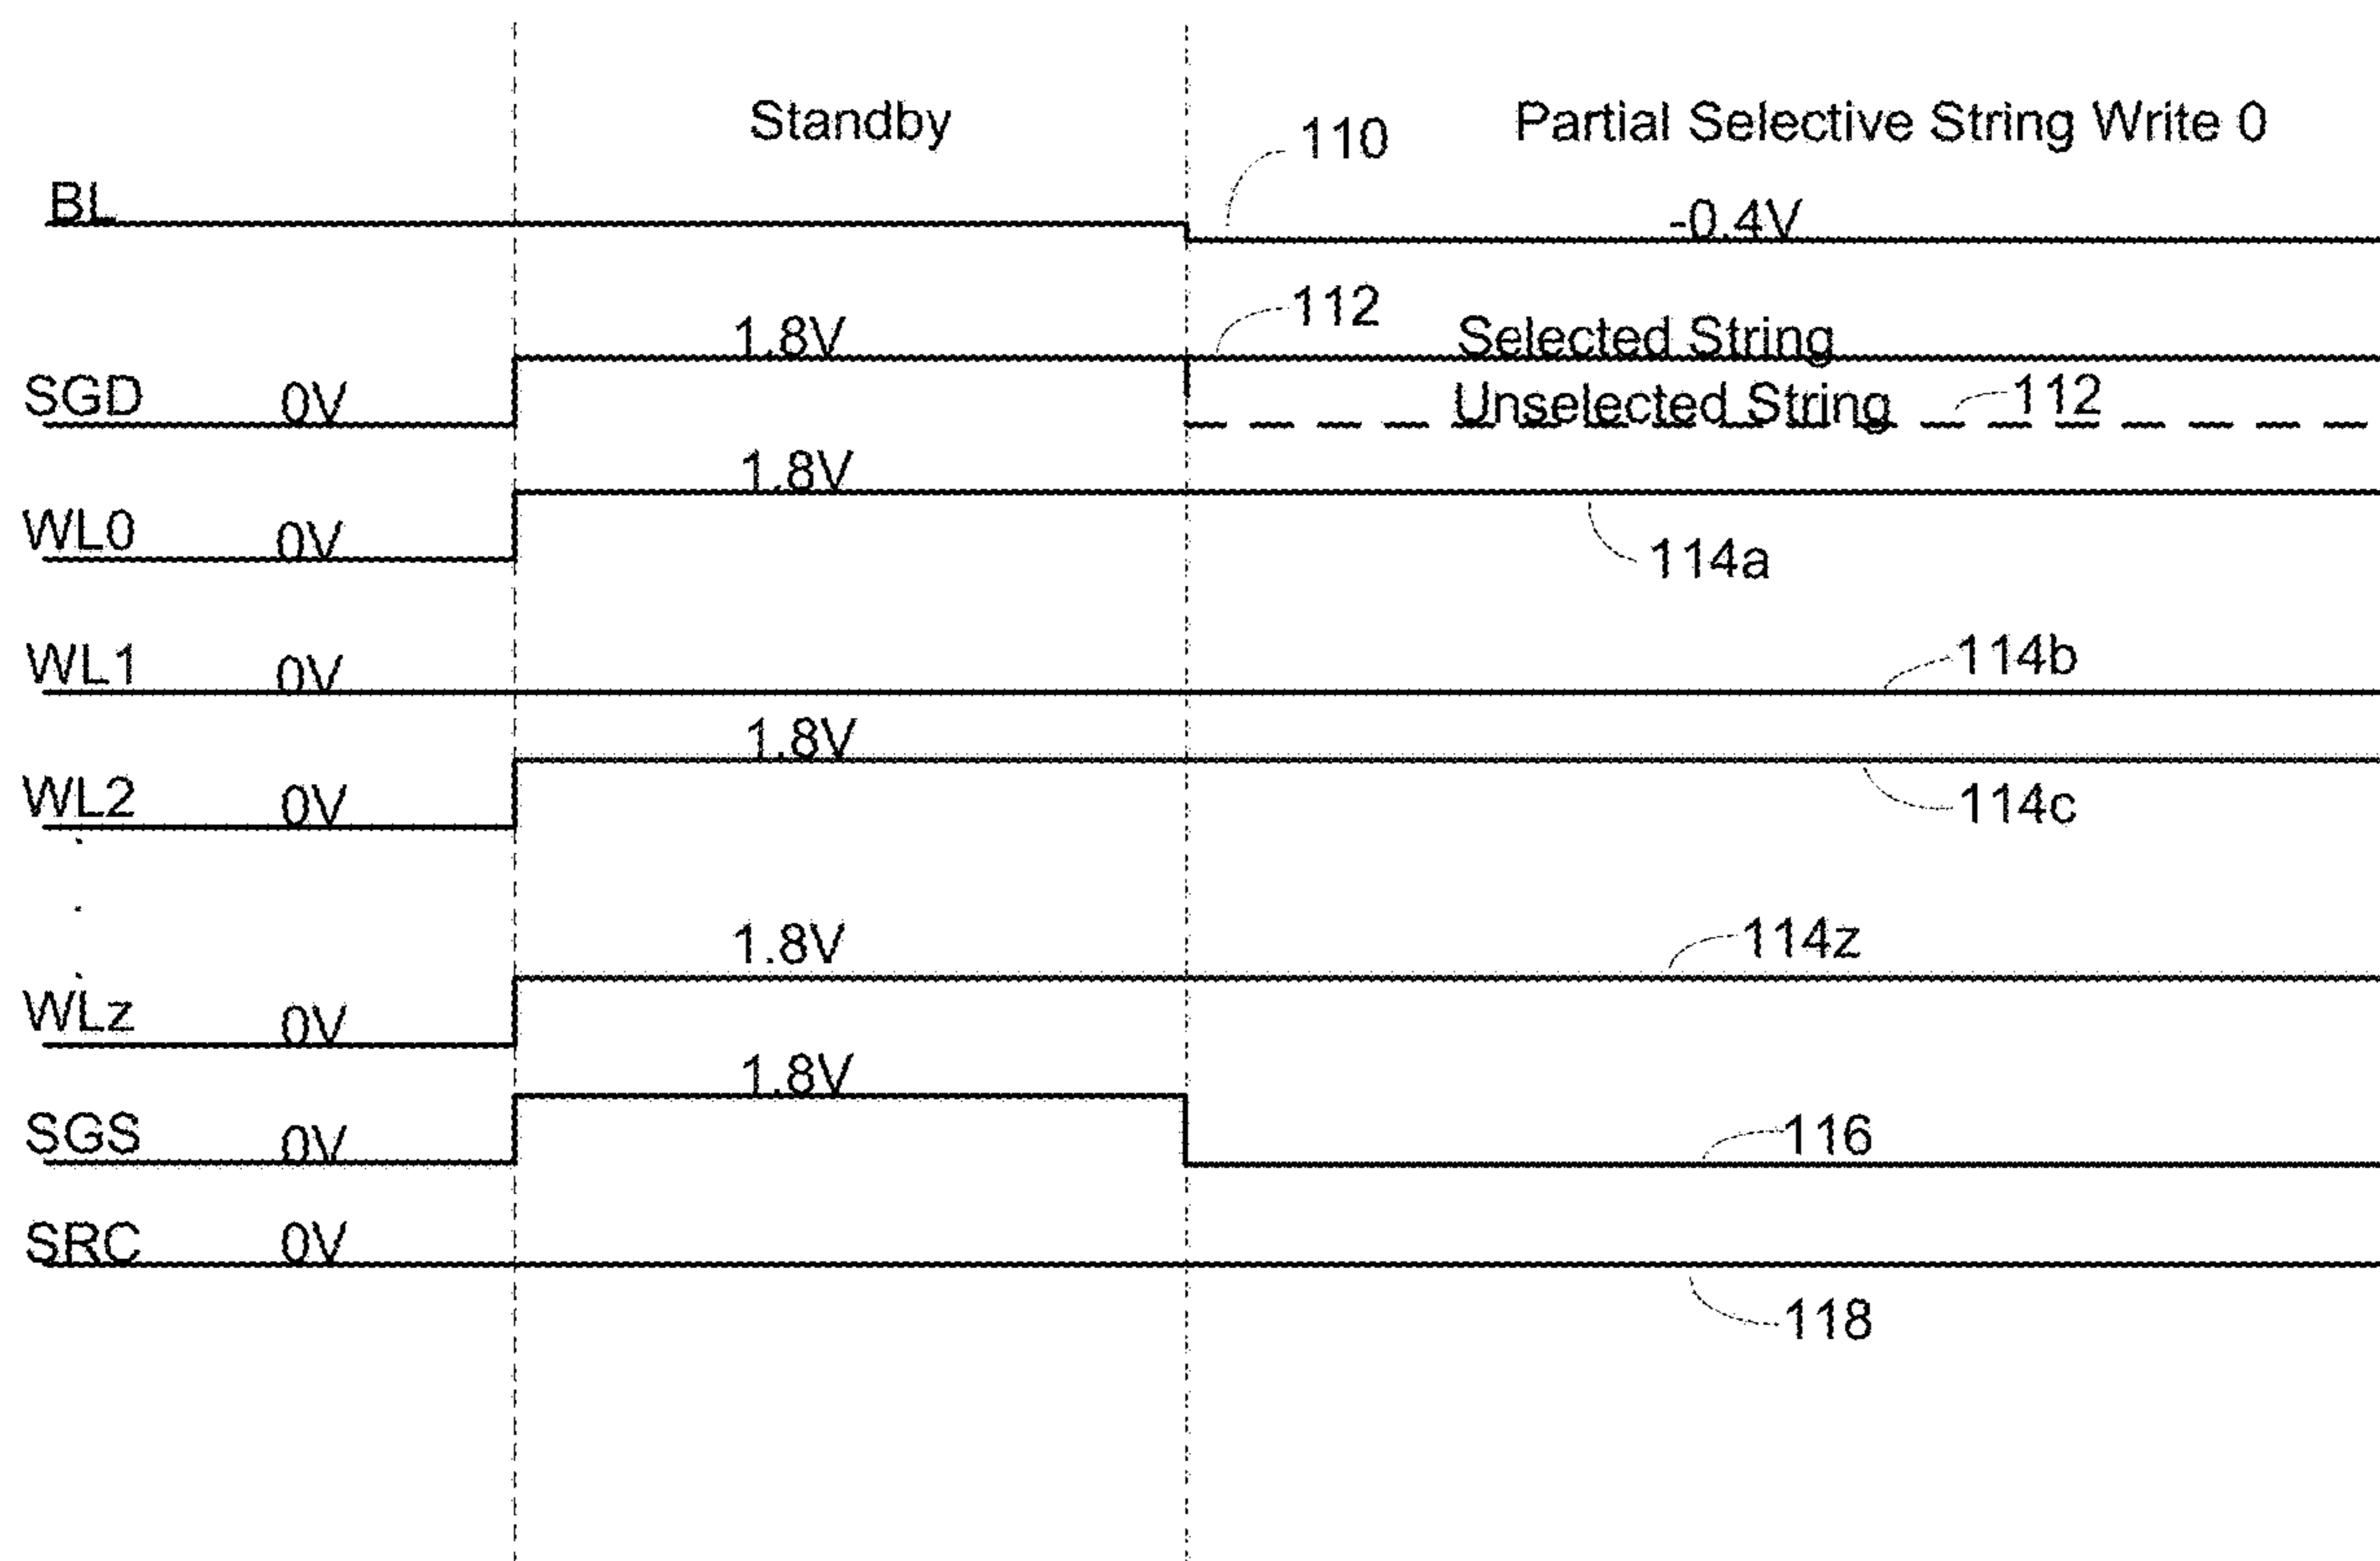 Standby
110
Partial Selective String Write 0
BL
-0.4V
112
1.8V
Selected String
SGD
0V
Unselected String
112
1.8V
WL0
0V
114a
WL1
0V
114b
1.8V
WL2
0V
114c
1.8V
114z
WLz
0V
1.8V
SGS
0V
116
SRC
0V
118